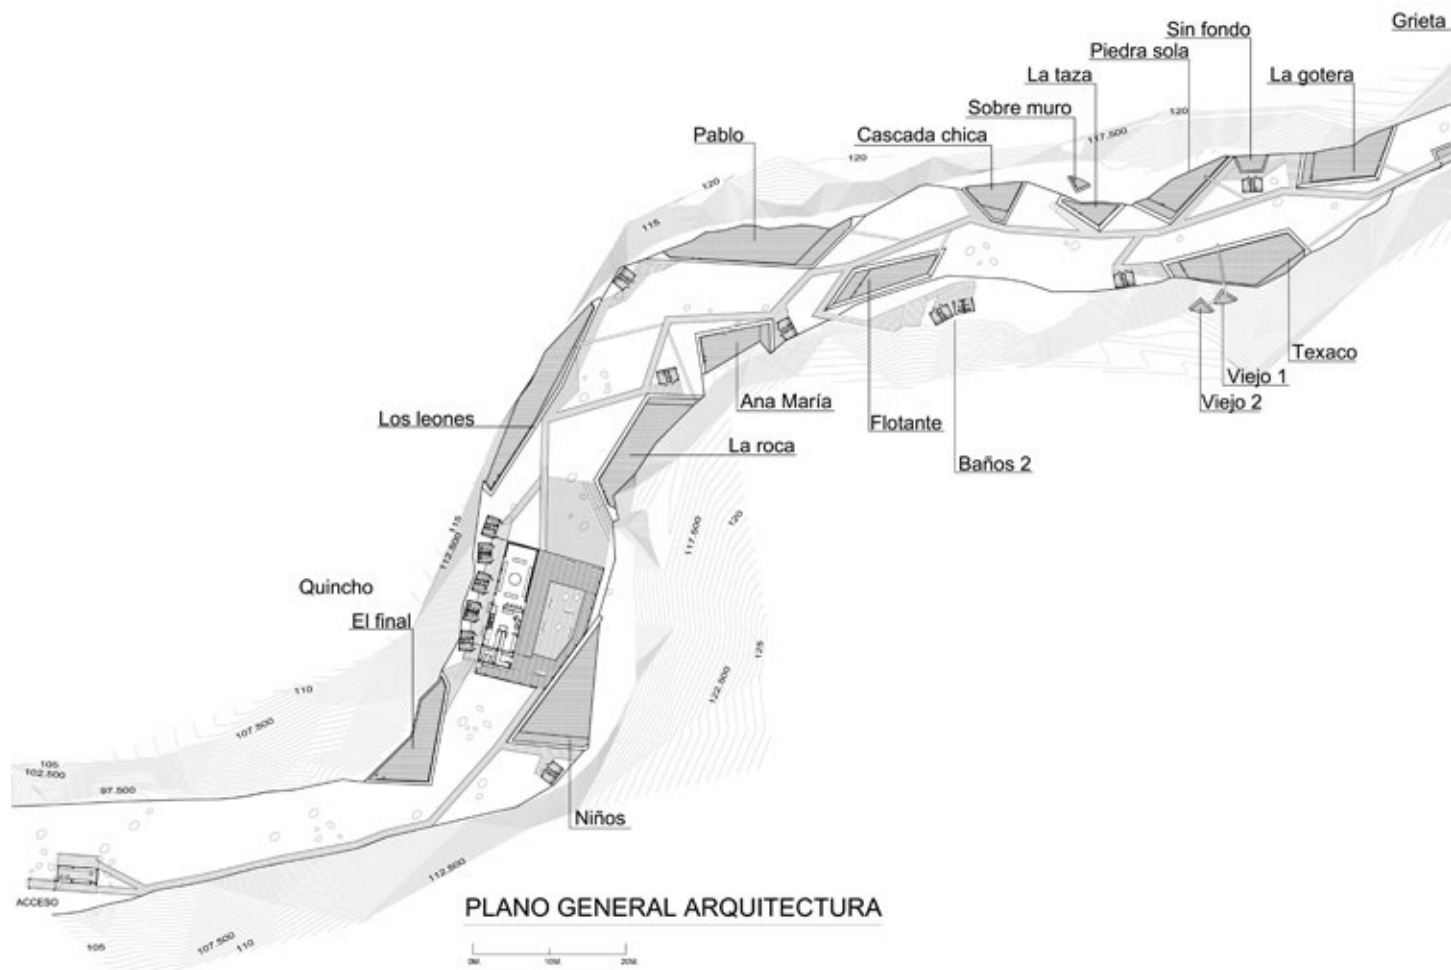 Grieta
Sin fondo
Piedra sola
La taza
La gotera
Sobre muro
Pablo
Cascada chica
120
117.500
120
120
115
Texaco
Viejo 1
Viejo 2
Ana María
Flotante
Los leones
La roca
Baños 2
115
112.500
117.500
120
Quincho
El final
125
122.500
110
107.500
105
102.500
97.500
Niños
112.500
ACCESO
PLANO GENERAL ARQUITECTURA
105
107.500
110
0M. 10M. 20M.